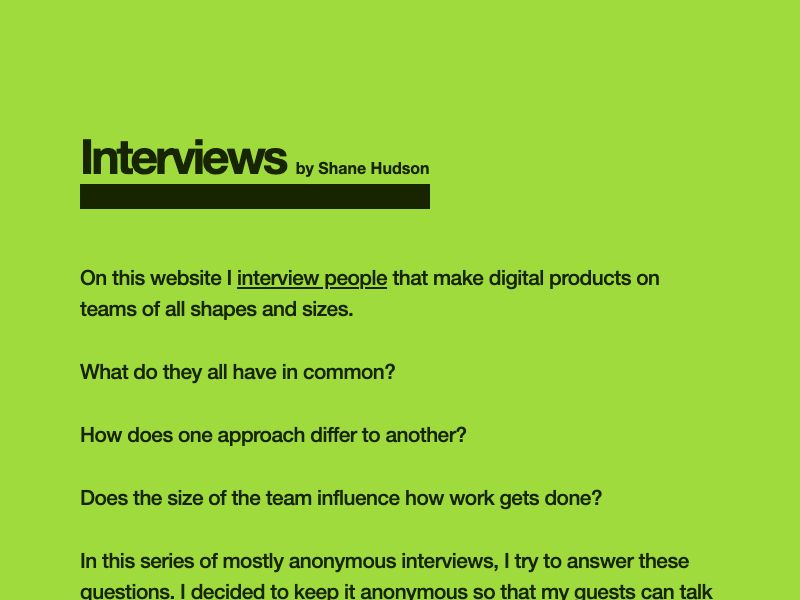 Interviews by Shane Hudson
On this website I interview people that make digital products on
teams of all shapes and sizes.
What do they all have in common?
How does one approach differ to another?
Does the size of the team influence how work gets done?
In this series of mostly anonymous interviews, I try to answer these
questions. I decided to keep it anonymous so that my guests can talk